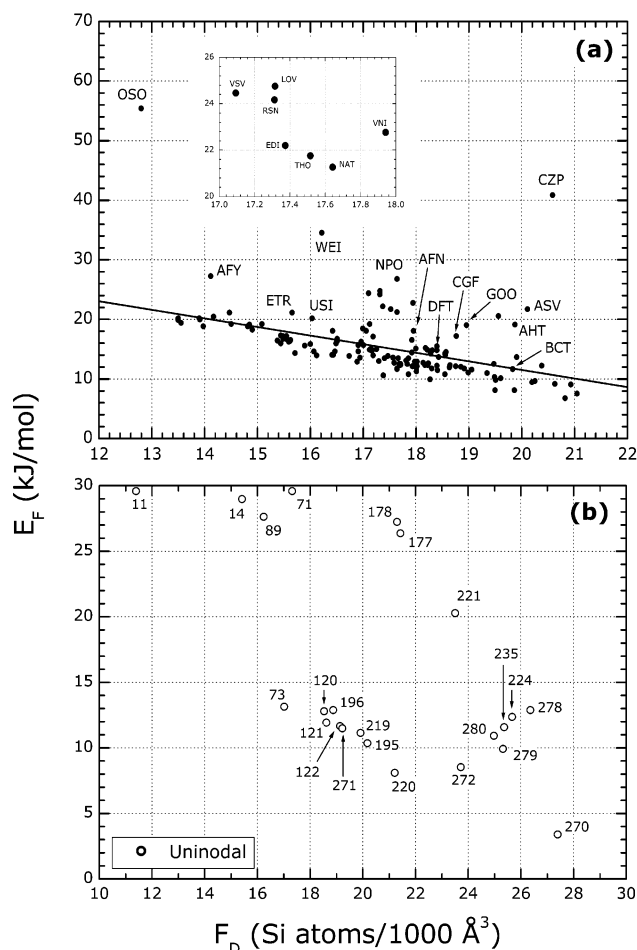 (a)
70
60
50
40
30
20
10
0
OSO
AFY
ETR
USI
WEI
NPO
AFN
DFT
CGF
GOO
CZP
ASV
AHT
BCT
26
24
22
20
VSV
LOV
RSN
EDI
THO
NAT
VNI
17.0 17.2 17.4 17.6 17.8 18.0
12 13 14 15 16 17 18 19 20 21 22
E_F (kJ/mol)
(b)
30
25
20
15
10
5
0
11
14
89
71
178
177
221
73
120
196
121
122
271
219
195
220
235
224
278
280
279
272
270
Uninodal
10 12 14 16 18 20 22 24 26 28 30
F_D (Si atoms/1000 Å³)